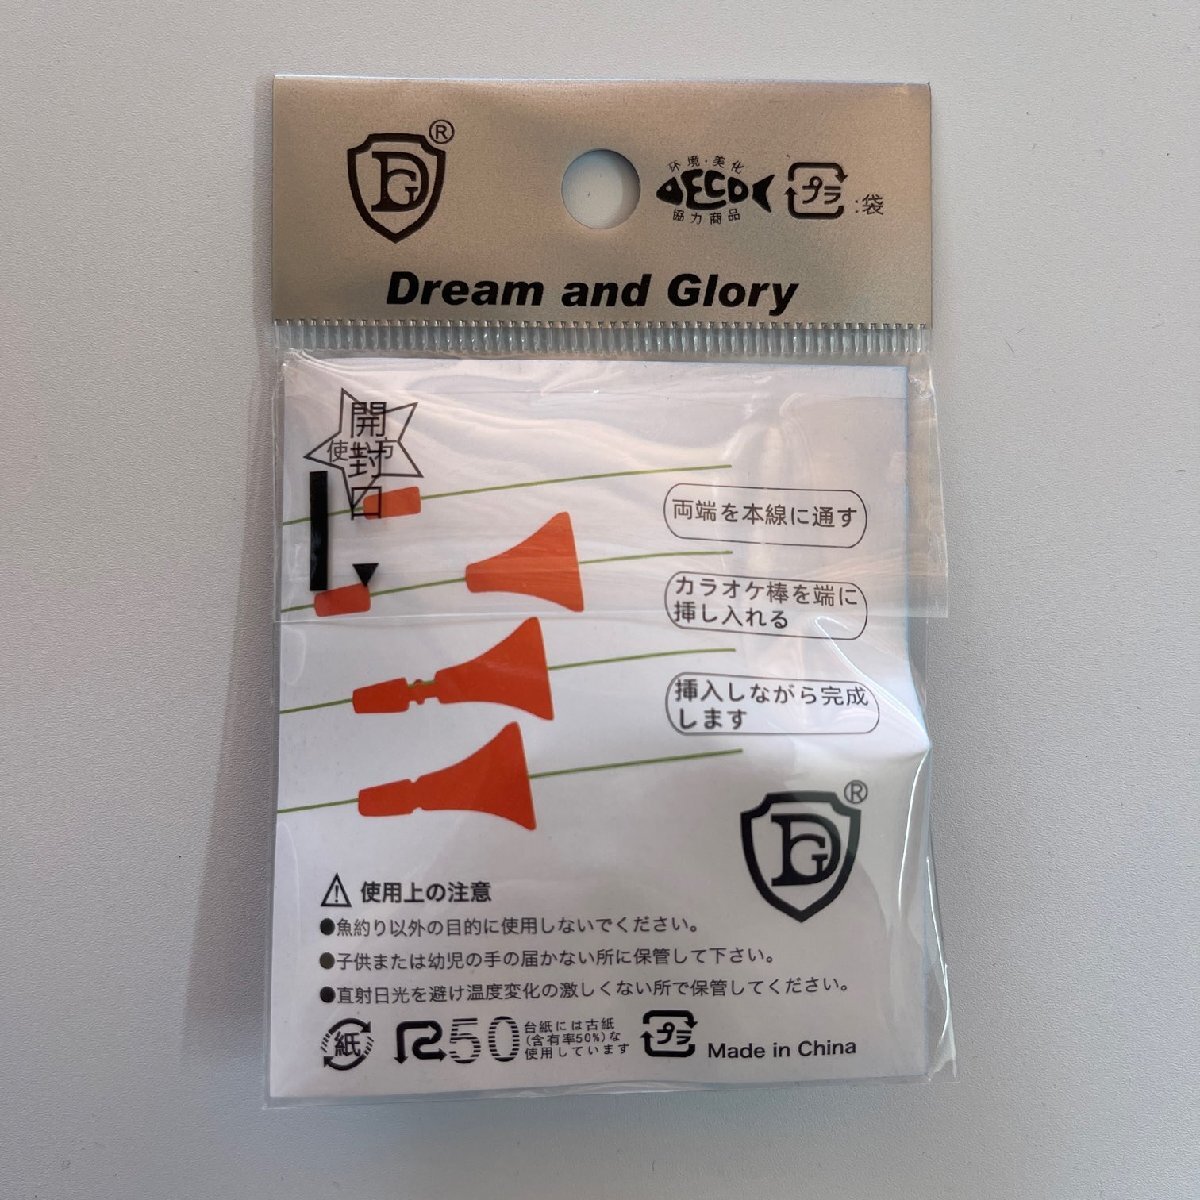 DG®
环境·美化
ECO
協力商品
プラ
:袋
Dream and Glory
開封口
使い方
両端を本線に通す
カラオケ棒を端に
挿し入れる
挿入しながら完成
します
DG®
使用上の注意
●魚釣り以外の目的に使用しないでください。
●子供または幼児の手の届かない所に保管して下さい。
●直射日光を避け温度変化の激しくない所で保管してください。
紙
R50
台紙には古紙
(含有率50%)な
使用しています
プラ
Made in China